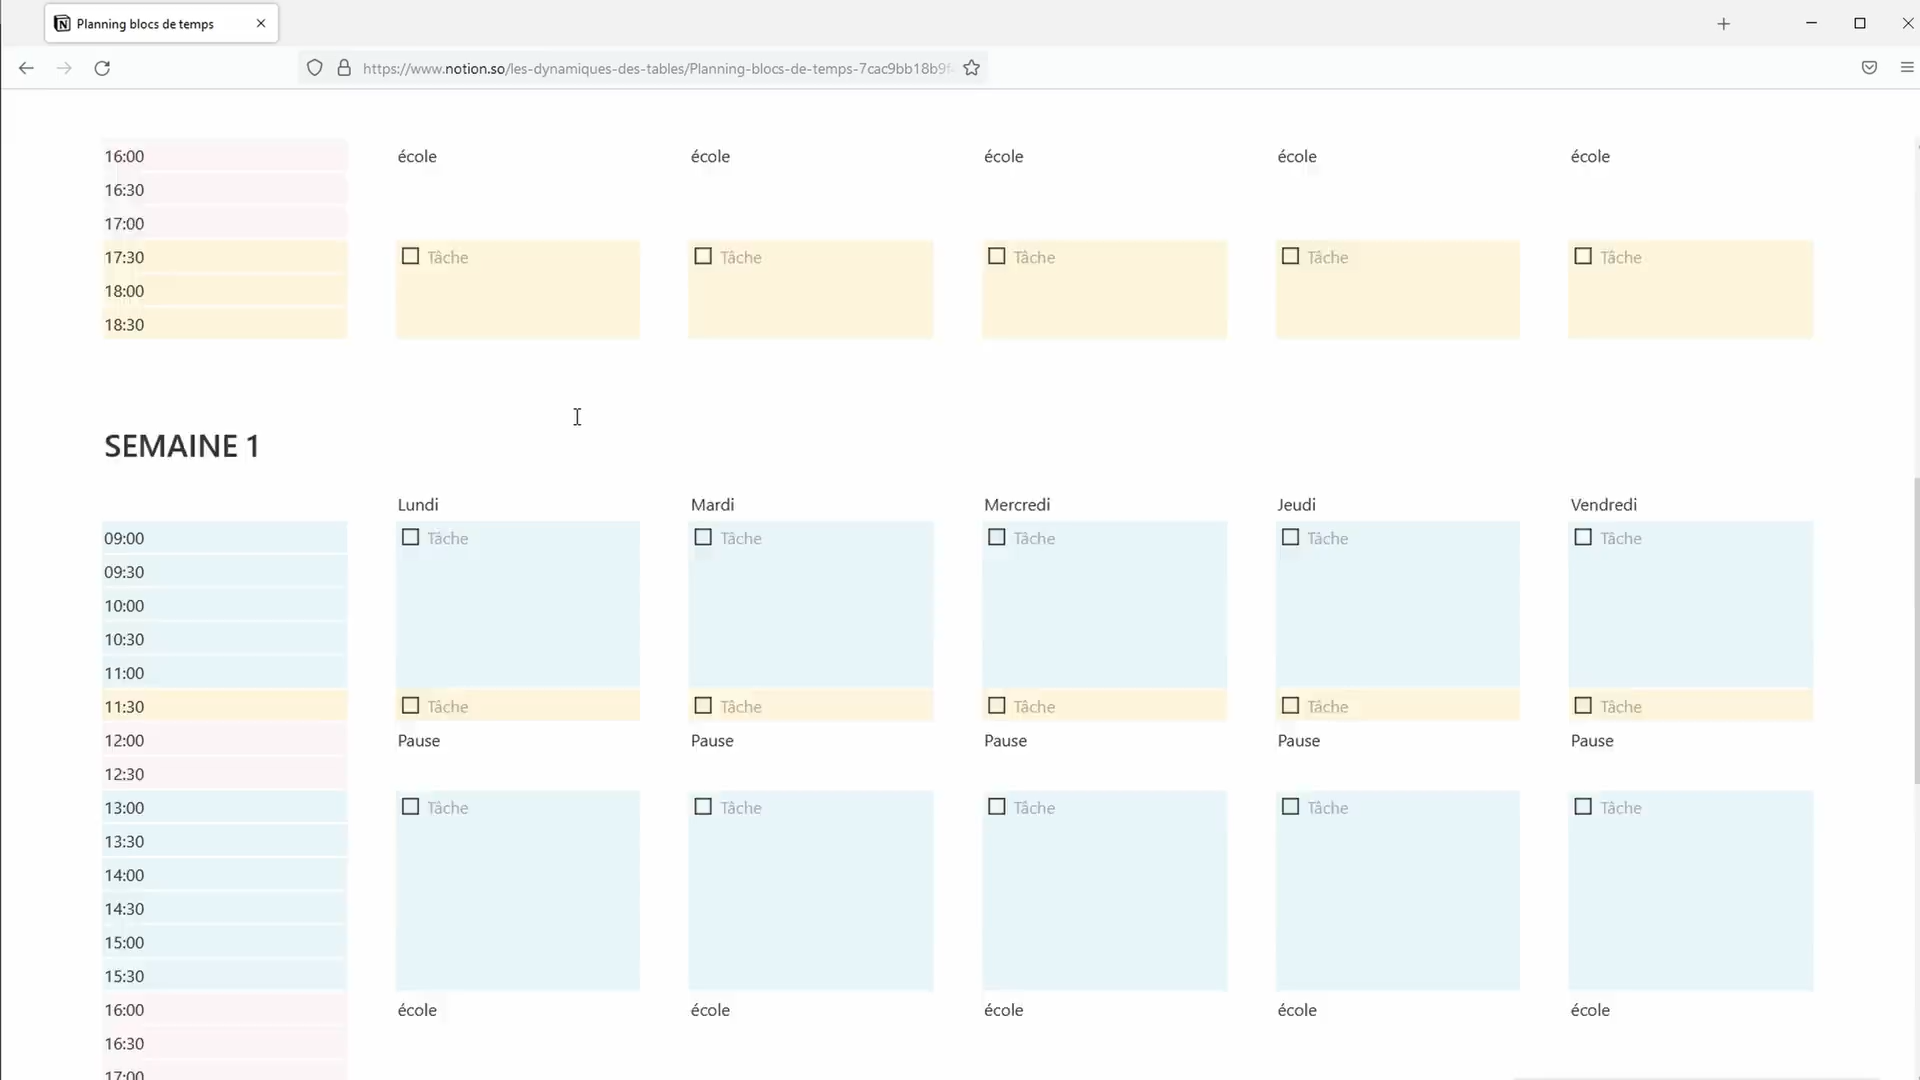 Planning blocs de temps
https://www.notion.so/les-dynamiques-des-tables/Planning-blocs-de-temps-7cac9bb18b9f
16:00 école école école école école
16:30
17:00
17:30 Tâche Tâche Tâche Tâche Tâche
18:00
18:30
SEMAINE 1
Lundi Mardi Mercredi Jeudi Vendredi
09:00 Tâche Tâche Tâche Tâche Tâche
09:30
10:00
10:30
11:00
11:30 Tâche Tâche Tâche Tâche Tâche
12:00 Pause Pause Pause Pause Pause
12:30
13:00 Tâche Tâche Tâche Tâche Tâche
13:30
14:00
14:30
15:00
15:30
16:00 école école école école école
16:30
17:00